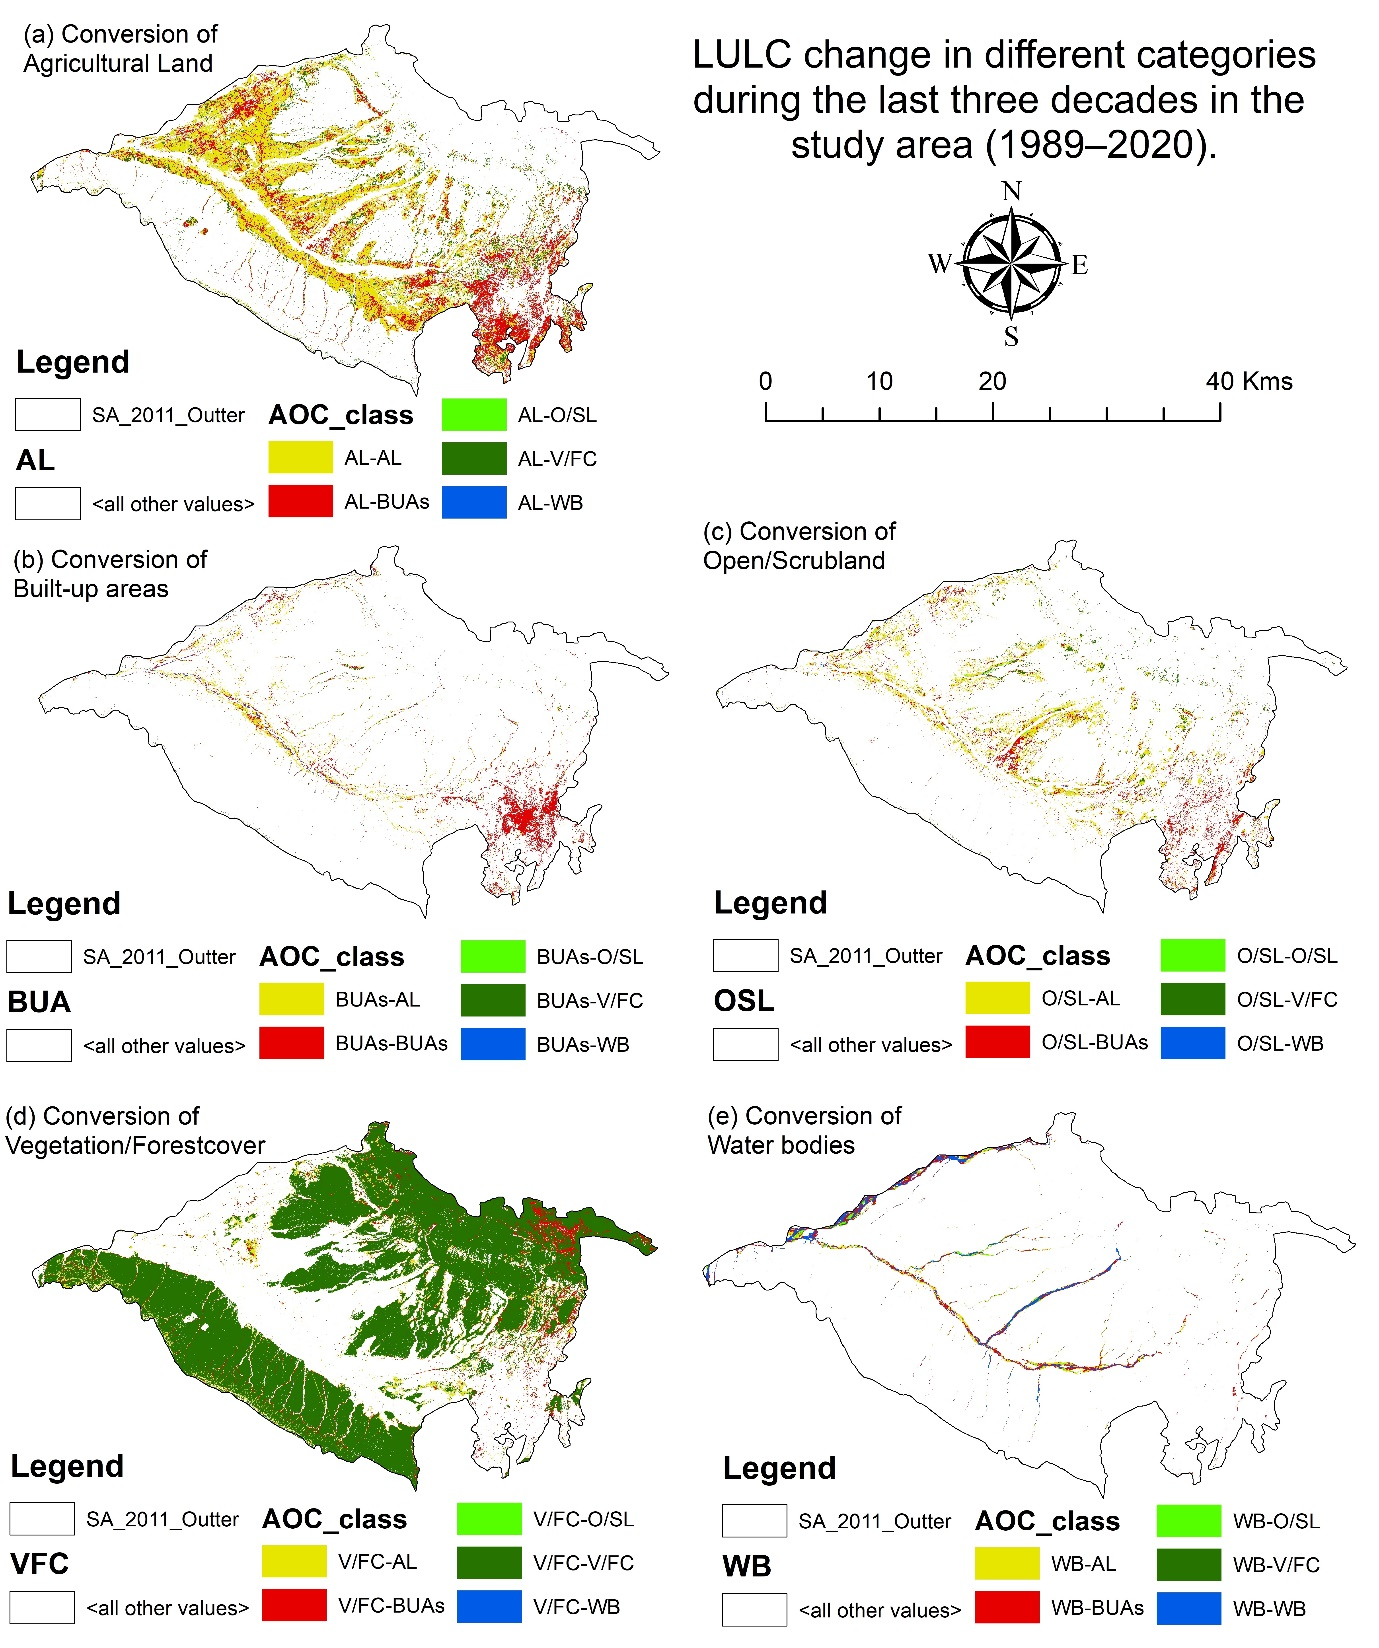 (a) Conversion of
Agricultural Land
LULC change in different categories
during the last three decades in the
study area (1989–2020).
N
W
E
S
0 10 20 40 Kms
Legend
SA_2011_Outter
AL
<all other values>
AOC_class
AL-AL
AL-BUAs
AL-O/SL
AL-V/FC
AL-WB
(b) Conversion of
Built-up areas
Legend
SA_2011_Outter
BUA
<all other values>
AOC_class
BUAs-AL
BUAs-BUAs
BUAs-O/SL
BUAs-V/FC
BUAs-WB
(c) Conversion of
Open/Scrubland
Legend
SA_2011_Outter
OSL
<all other values>
AOC_class
O/SL-AL
O/SL-BUAs
O/SL-O/SL
O/SL-V/FC
O/SL-WB
(d) Conversion of
Vegetation/Forestcover
Legend
SA_2011_Outter
VFC
<all other values>
AOC_class
V/FC-AL
V/FC-BUAs
V/FC-O/SL
V/FC-V/FC
V/FC-WB
(e) Conversion of
Water bodies
Legend
SA_2011_Outter
WB
<all other values>
AOC_class
WB-AL
WB-BUAs
WB-O/SL
WB-V/FC
WB-WB